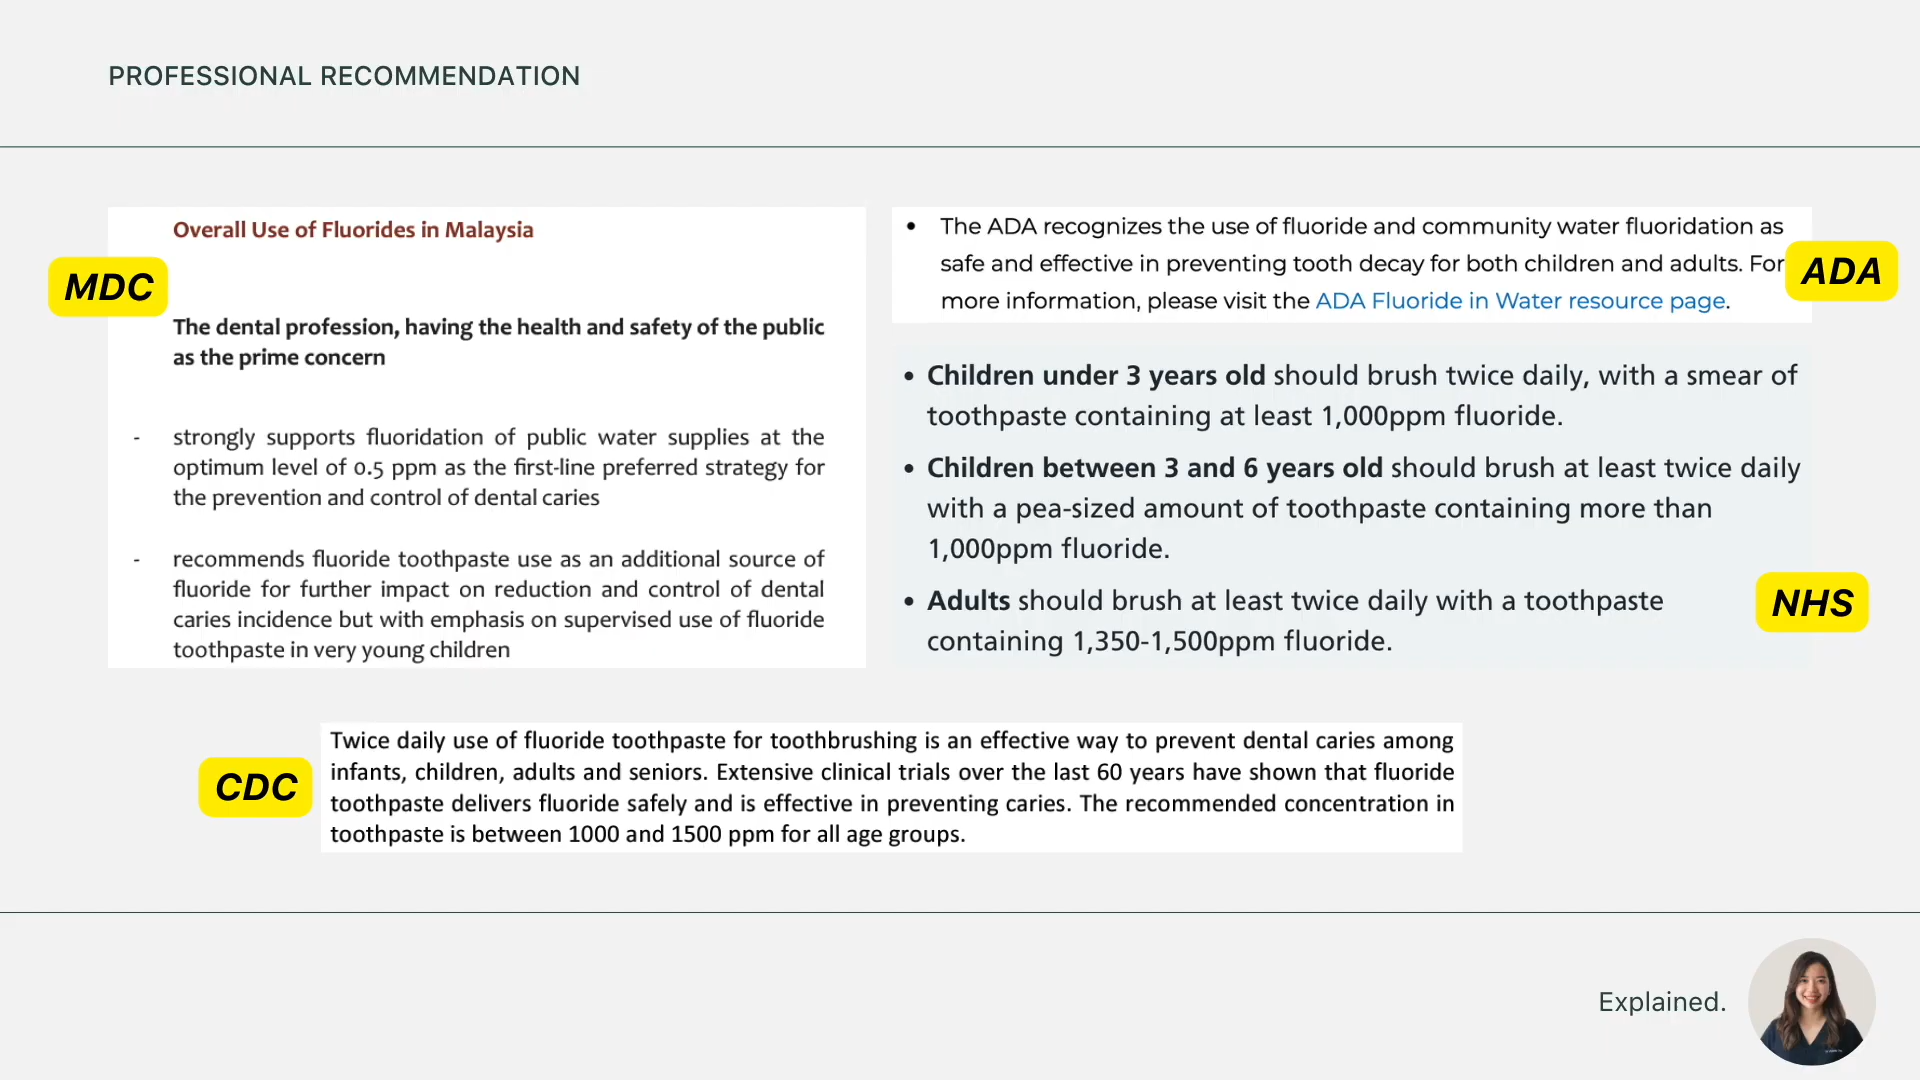 PROFESSIONAL RECOMMENDATION
MDC
Overall Use of Fluorides in Malaysia
The dental profession, having the health and safety of the public
as the prime concern
- strongly supports fluoridation of public water supplies at the
optimum level of 0.5 ppm as the first-line preferred strategy for
the prevention and control of dental caries
- recommends fluoride toothpaste use as an additional source of
fluoride for further impact on reduction and control of dental
caries incidence but with emphasis on supervised use of fluoride
toothpaste in very young children
• The ADA recognizes the use of fluoride and community water fluoridation as
safe and effective in preventing tooth decay for both children and adults. For
more information, please visit the ADA Fluoride in Water resource page.
ADA
• Children under 3 years old should brush twice daily, with a smear of
toothpaste containing at least 1,000ppm fluoride.
• Children between 3 and 6 years old should brush at least twice daily
with a pea-sized amount of toothpaste containing more than
1,000ppm fluoride.
• Adults should brush at least twice daily with a toothpaste
containing 1,350-1,500ppm fluoride.
NHS
CDC
Twice daily use of fluoride toothpaste for toothbrushing is an effective way to prevent dental caries among
infants, children, adults and seniors. Extensive clinical trials over the last 60 years have shown that fluoride
toothpaste delivers fluoride safely and is effective in preventing caries. The recommended concentration in
toothpaste is between 1000 and 1500 ppm for all age groups.
Explained.